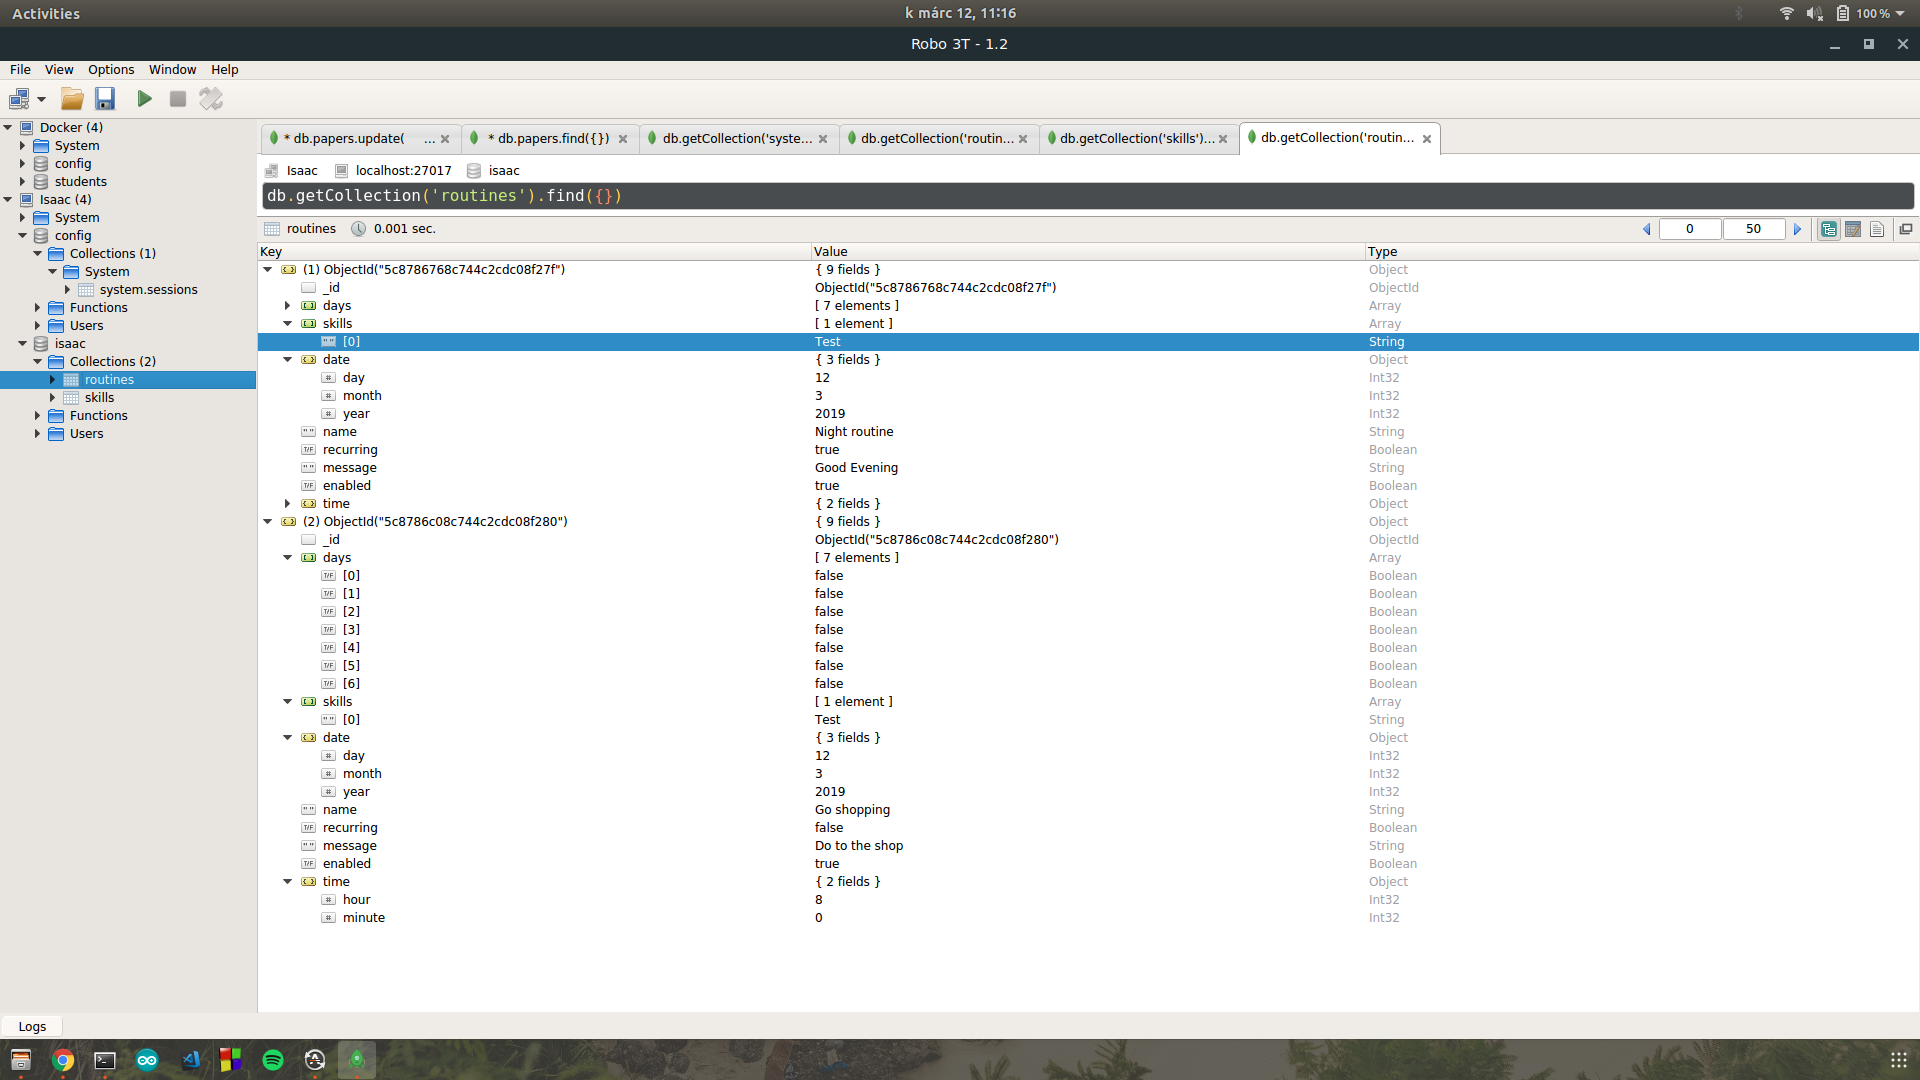 Activities
k márc 12, 11:16
100 %
Robo 3T - 1.2
File View Options Window Help
Docker (4)
System
config
students
Isaac (4)
System
config
Collections (1)
System
system.sessions
Functions
Users
isaac
Collections (2)
routines
skills
Functions
Users
* db.papers.update( ...
* db.papers.find({})
db.getCollection('syste...
db.getCollection('routin...
db.getCollection('skills')...
db.getCollection('routin...
Isaac localhost:27017 isaac
db.getCollection('routines').find({})
routines 0.001 sec.
0 50
Key Value Type
(1) ObjectId("5c8786768c744c2cdc08f27f") { 9 fields } Object
_id ObjectId("5c8786768c744c2cdc08f27f") ObjectId
days [ 7 elements ] Array
skills [ 1 element ] Array
" " [0] Test String
date { 3 fields } Object
# day 12 Int32
# month 3 Int32
# year 2019 Int32
" " name Night routine String
T/F recurring true Boolean
" " message Good Evening String
T/F enabled true Boolean
time { 2 fields } Object
(2) ObjectId("5c8786c08c744c2cdc08f280") { 9 fields } Object
_id ObjectId("5c8786c08c744c2cdc08f280") ObjectId
days [ 7 elements ] Array
T/F [0] false Boolean
T/F [1] false Boolean
T/F [2] false Boolean
T/F [3] false Boolean
T/F [4] false Boolean
T/F [5] false Boolean
T/F [6] false Boolean
skills [ 1 element ] Array
" " [0] Test String
date { 3 fields } Object
# day 12 Int32
# month 3 Int32
# year 2019 Int32
" " name Go shopping String
T/F recurring false Boolean
" " message Do to the shop String
T/F enabled true Boolean
time { 2 fields } Object
# hour 8 Int32
# minute 0 Int32
Logs